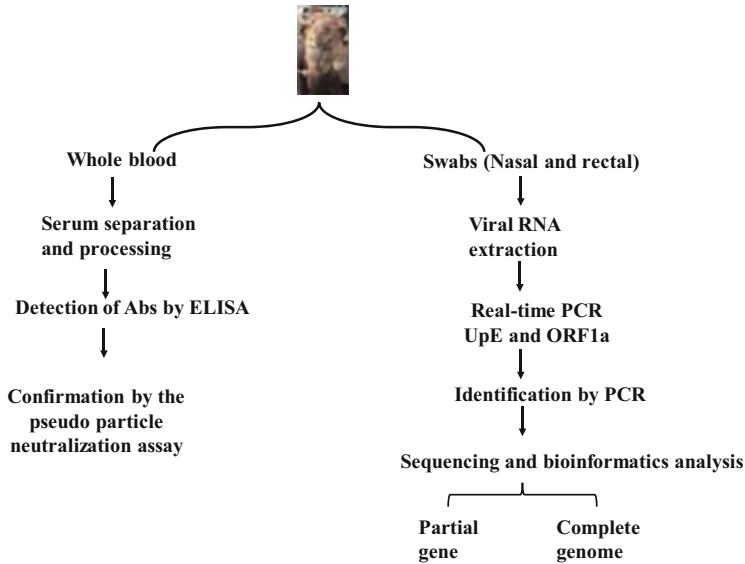 Whole blood
Serum separation
and processing
Detection of Abs by ELISA
Confirmation by the
pseudo particle
neutralization assay
Swabs (Nasal and rectal)
Viral RNA
extraction
Real-time PCR
UpE and ORF1a
Identification by PCR
Sequencing and bioinformatics analysis
Partial
gene
Complete
genome